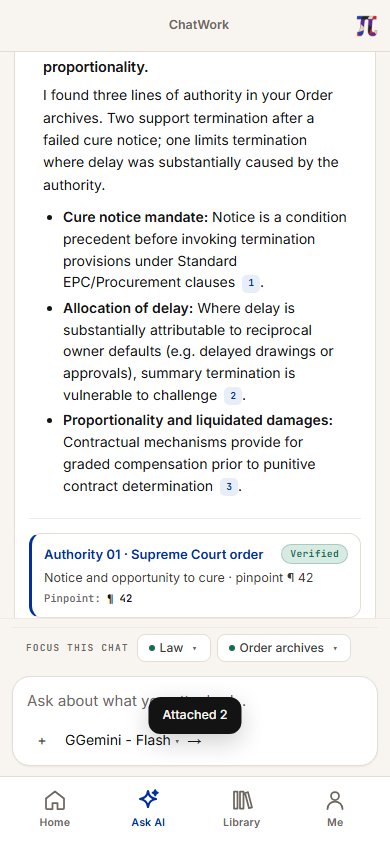 ChatWork
proportionality.
I found three lines of authority in your Order
archives. Two support termination after a
failed cure notice; one limits termination
where delay was substantially caused by the
authority.
• Cure notice mandate: Notice is a condition
precedent before invoking termination
provisions under Standard
EPC/Procurement clauses 1.
• Allocation of delay: Where delay is
substantially attributable to reciprocal
owner defaults (e.g. delayed drawings or
approvals), summary termination is
vulnerable to challenge 2.
• Proportionality and liquidated damages:
Contractual mechanisms provide for
graded compensation prior to punitive
contract determination 3.
Authority 01 · Supreme Court order Verified
Notice and opportunity to cure · pinpoint ¶ 42
Pinpoint: ¶ 42
FOCUS THIS CHAT Law Order archives
Ask about what
Attached 2
+ GGemini - Flash →
Home Ask AI Library Me